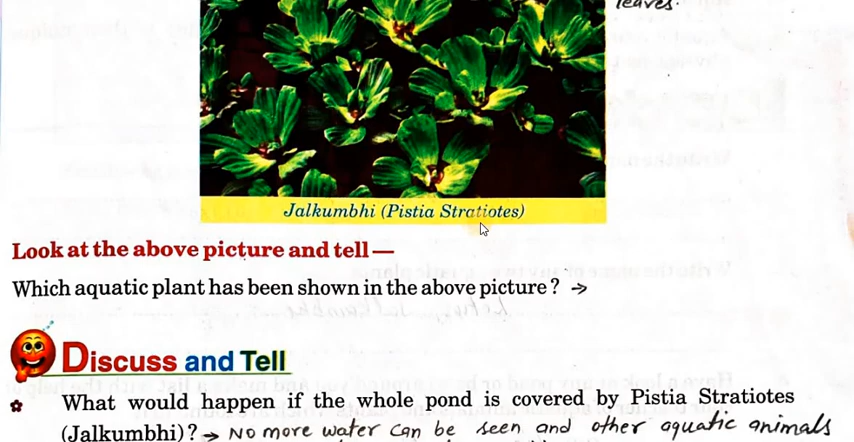 leaves.
Jalkumbhi (Pistia Stratiotes)
Look at the above picture and tell —
Which aquatic plant has been shown in the above picture? →
Discuss and Tell
What would happen if the whole pond is covered by Pistia Stratiotes
(Jalkumbhi)? → No more water can be seen and other aquatic animals